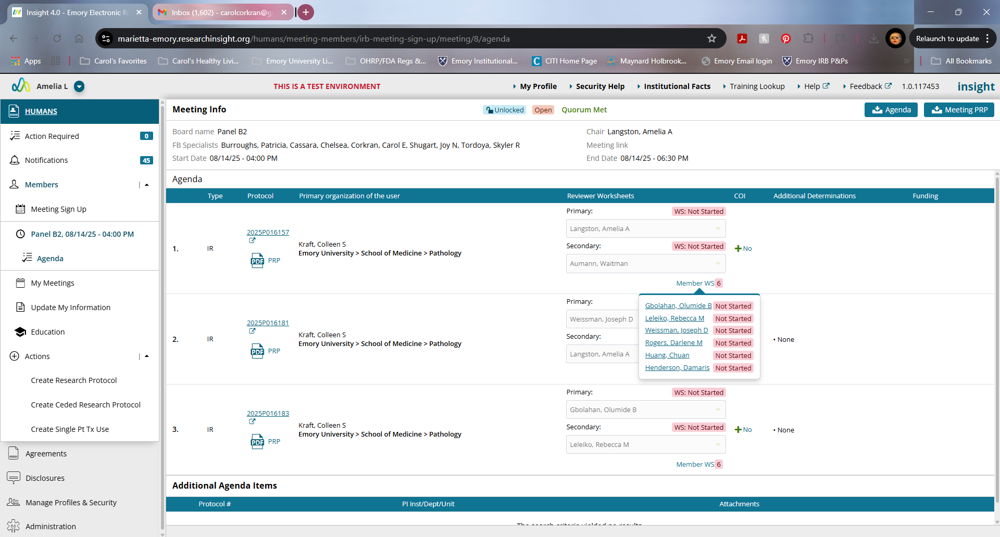 Insight 4.0 - Emory Electronic R
Inbox (1,602) - carolcorkran@g
marietta-emory.researchinsight.org/humans/meeting-members/irb-meeting-sign-up/meeting/8/agenda
Relaunch to update
Apps
Carol's Favorites
Carol's Healthy Livi...
Emory University Li...
OHRP/FDA Regs &...
Emory Institutional...
CITI Home Page
Maynard Holbrook...
Emory Email login
Emory IRB P&Ps
All Bookmarks
Amelia L
THIS IS A TEST ENVIRONMENT
My Profile
Security Help
Institutional Facts
Training Lookup
Help
Feedback
1.0.117453
insight
HUMANS
Action Required 0
Notifications 45
Members
Meeting Sign Up
Panel B2, 08/14/25 - 04:00 PM
Agenda
My Meetings
Update My Information
Education
Actions
Create Research Protocol
Create Ceded Research Protocol
Create Single Pt Tx Use
Agreements
Disclosures
Manage Profiles & Security
Administration
Meeting Info
Unlocked
Open
Quorum Met
Agenda
Meeting PRP
Board name Panel B2
Chair Langston, Amelia A
FB Specialists Burroughs, Patricia, Cassara, Chelsea, Corkran, Carol E, Shugart, Joy N, Tordoya, Skyler R
Meeting link
Start Date 08/14/25 - 04:00 PM
End Date 08/14/25 - 06:30 PM
Agenda
Type Protocol Primary organization of the user Reviewer Worksheets COI Additional Determinations Funding
1.
IR
2025P016157
PDF PRP
Kraft, Colleen S
Emory University > School of Medicine > Pathology
Primary: WS: Not Started
Langston, Amelia A
Secondary: WS: Not Started
Aumann, Waitman
Member WS 6
No
Gbolahan, Olumide B Not Started
Leleiko, Rebecca M Not Started
Weissman, Joseph D Not Started
Rogers, Darlene M Not Started
Huang, Chuan Not Started
Henderson, Damaris Not Started
2.
IR
2025P016181
PDF PRP
Kraft, Colleen S
Emory University > School of Medicine > Pathology
Primary:
Weissman, Joseph D
Secondary:
Langston, Amelia A
• None
3.
IR
2025P016183
PDF PRP
Kraft, Colleen S
Emory University > School of Medicine > Pathology
Primary: WS: Not Started
Gbolahan, Olumide B
Secondary: WS: Not Started
Leleiko, Rebecca M
Member WS 6
No
• None
Additional Agenda Items
Protocol # PI Inst/Dept/Unit Attachments
The search criteria yielded no results